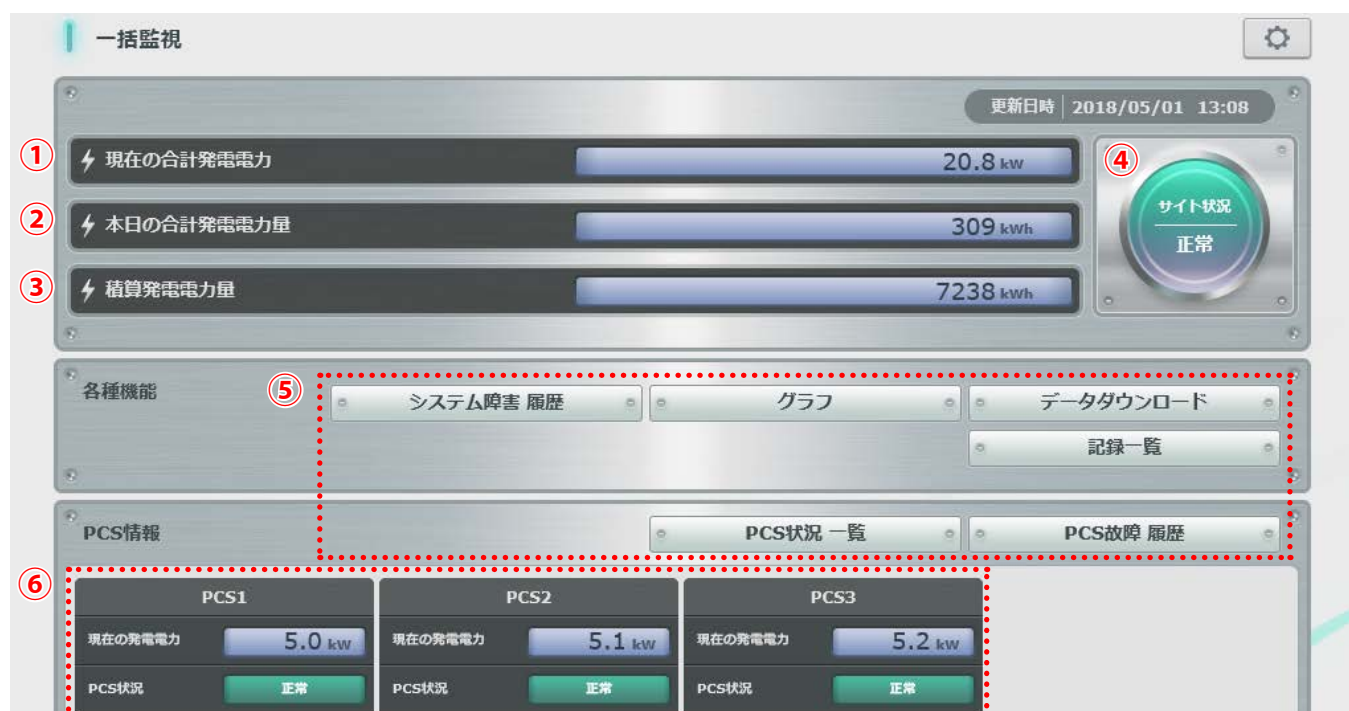 一括監視
更新日時 2018/05/01 13:08
① 現在の合計発電電力 20.8 kW
④
サイト状況
正常
② 本日の合計発電電力量 309 kWh
③ 積算発電電力量 7238 kWh
各種機能 ⑤ システム障害 履歴 グラフ データダウンロード
記録一覧
PCS情報 PCS状況 一覧 PCS故障 履歴
⑥
PCS1 PCS2 PCS3
現在の発電電力 5.0 kW 現在の発電電力 5.1 kW 現在の発電電力 5.2 kW
PCS状況 正常 PCS状況 正常 PCS状況 正常